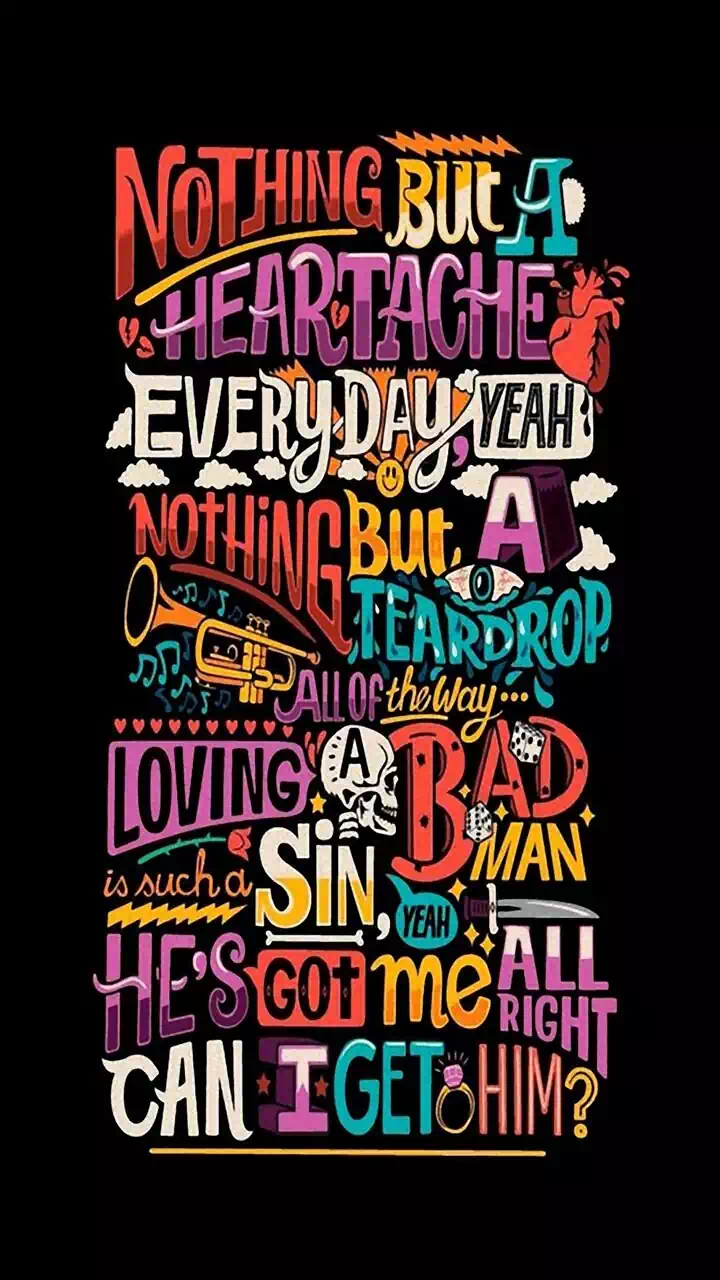 NOTHING BUT A
HEARTACHE
EVERYDAY, YEAH
NOTHING BUT A
TEARDROP
ALL OF the way...
LOVING A BAD
MAN
is such a SIN, YEAH
HE'S GOT me ALL
RIGHT
CAN I GET HIM?